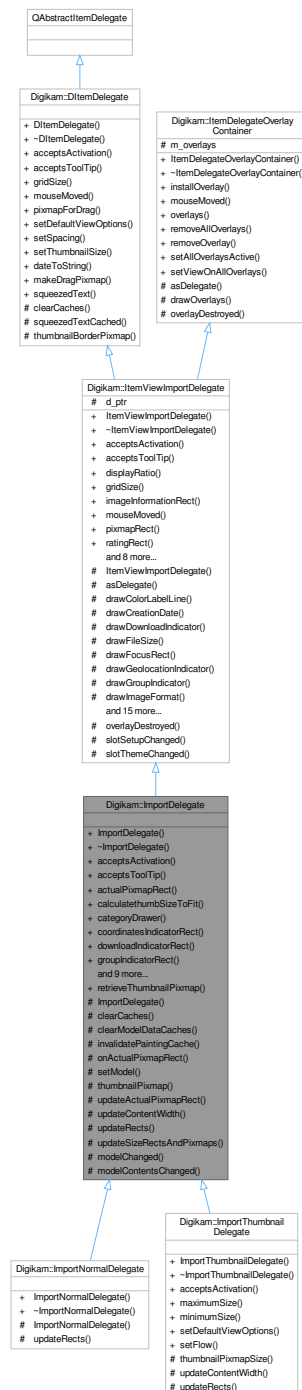 QAbstractItemDelegate
Digikam::DItemDelegate
+ DItemDelegate()
+ ~DItemDelegate()
+ acceptsActivation()
+ acceptsToolTip()
+ gridSize()
+ mouseMoved()
+ pixmapForDrag()
+ setDefaultViewOptions()
+ setSpacing()
+ setThumbnailSize()
+ dateToString()
+ makeDragPixmap()
+ squeezedText()
# clearCaches()
# squeezedTextCached()
# thumbnailBorderPixmap()
Digikam::ItemDelegateOverlay
Container
# m_overlays
+ ItemDelegateOverlayContainer()
+ ~ItemDelegateOverlayContainer()
+ installOverlay()
+ mouseMoved()
+ overlays()
+ removeAllOverlays()
+ removeOverlay()
+ setAllOverlaysActive()
+ setViewOnAllOverlays()
# asDelegate()
# drawOverlays()
# overlayDestroyed()
Digikam::ItemViewImportDelegate
# d_ptr
+ ItemViewImportDelegate()
+ ~ItemViewImportDelegate()
+ acceptsActivation()
+ acceptsToolTip()
+ displayRatio()
+ gridSize()
+ imageInformationRect()
+ mouseMoved()
+ pixmapRect()
+ ratingRect()
and 8 more...
# ItemViewImportDelegate()
# asDelegate()
# drawColorLabelLine()
# drawCreationDate()
# drawDownloadIndicator()
# drawFileSize()
# drawFocusRect()
# drawGeolocationIndicator()
# drawGroupIndicator()
# drawImageFormat()
and 15 more...
# overlayDestroyed()
# slotSetupChanged()
# slotThemeChanged()
Digikam::ImportDelegate
+ ImportDelegate()
+ ~ImportDelegate()
+ acceptsActivation()
+ acceptsToolTip()
+ actualPixmapRect()
+ calculatethumbSizeToFit()
+ categoryDrawer()
+ coordinatesIndicatorRect()
+ downloadIndicatorRect()
+ groupIndicatorRect()
and 9 more...
+ retrieveThumbnailPixmap()
# ImportDelegate()
# clearCaches()
# clearModelDataCaches()
# invalidatePaintingCache()
# onActualPixmapRect()
# setModel()
# thumbnailPixmap()
# updateActualPixmapRect()
# updateContentWidth()
# updateRects()
# updateSizeRectsAndPixmaps()
# modelChanged()
# modelContentsChanged()
Digikam::ImportNormalDelegate
+ ImportNormalDelegate()
+ ~ImportNormalDelegate()
# ImportNormalDelegate()
# updateRects()
Digikam::ImportThumbnail
Delegate
+ ImportThumbnailDelegate()
+ ~ImportThumbnailDelegate()
+ acceptsActivation()
+ maximumSize()
+ minimumSize()
+ setDefaultViewOptions()
+ setFlow()
# thumbnailPixmapSize()
# updateContentWidth()
# updateRects()